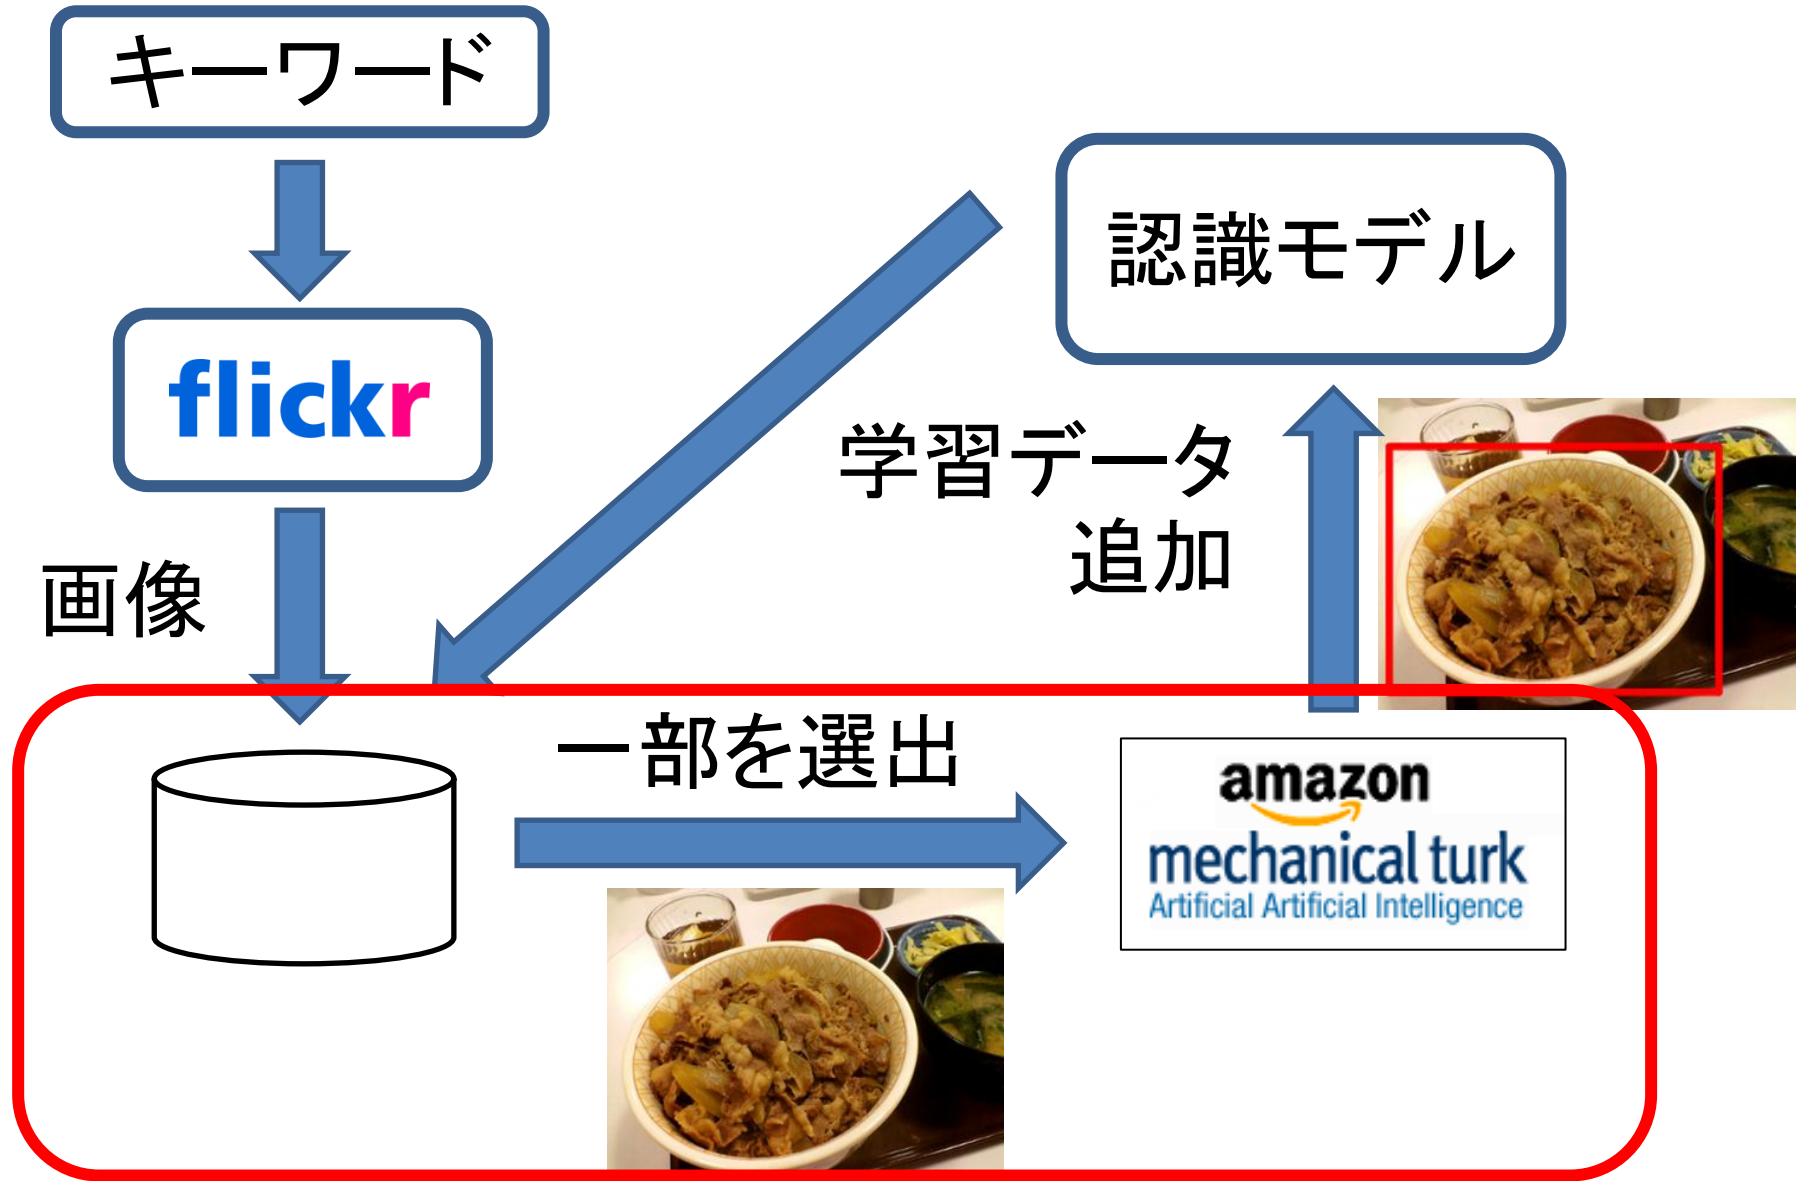 キーワード
flickr
画像
認識モデル
学習データ
追加
一部を選出
amazon
mechanical turk
Artificial Artificial Intelligence